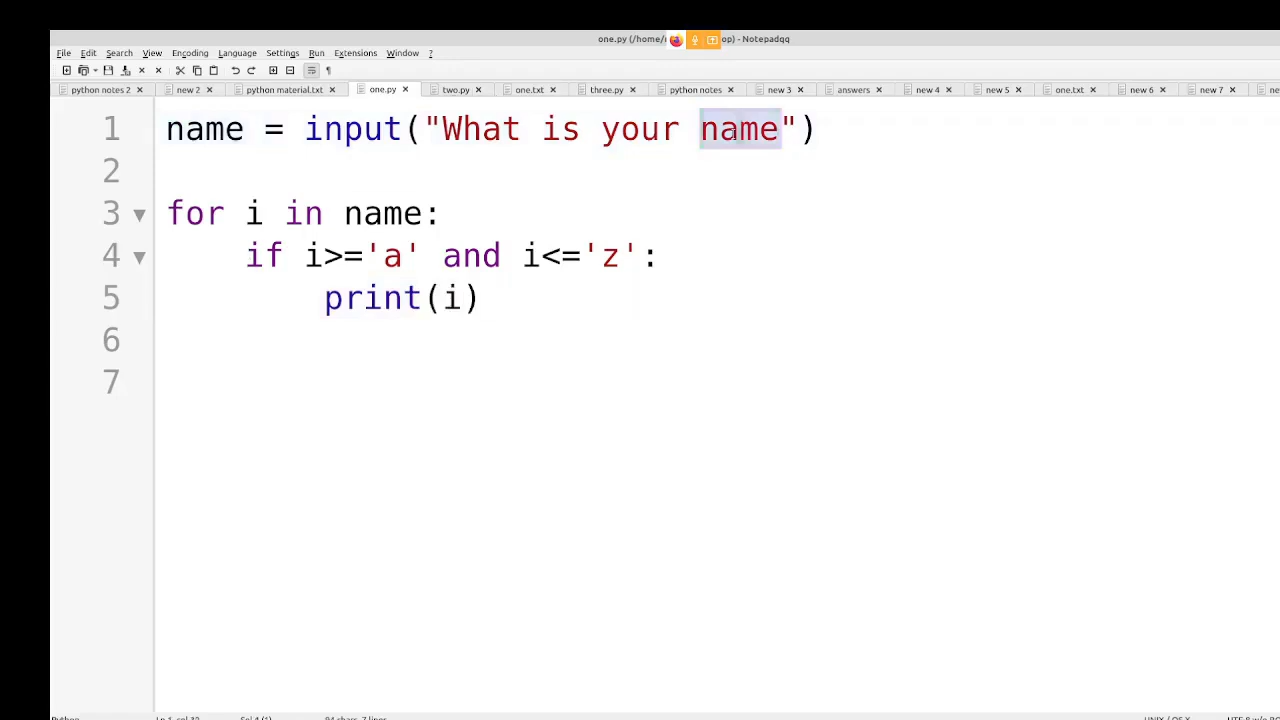 one.py (/home/ op) - Notepadqq
File Edit Search View Encoding Language Settings Run Extensions Window ?
python notes 2 new 2 python material.txt one.py two.py one.txt three.py python notes new 3 answers new 4 new 5 one.txt new 6 new 7
1 name = input("What is your name")
2
3 for i in name:
4 if i>='a' and i<='z':
5 print(i)
6
7